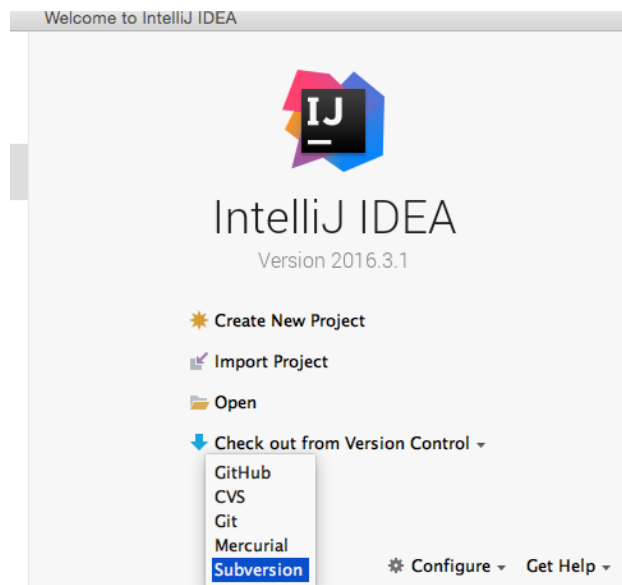 Welcome to IntelliJ IDEA
IJ
IntelliJ IDEA
Version 2016.3.1
Create New Project
Import Project
Open
Check out from Version Control
GitHub
CVS
Git
Mercurial
Subversion
Configure Get Help